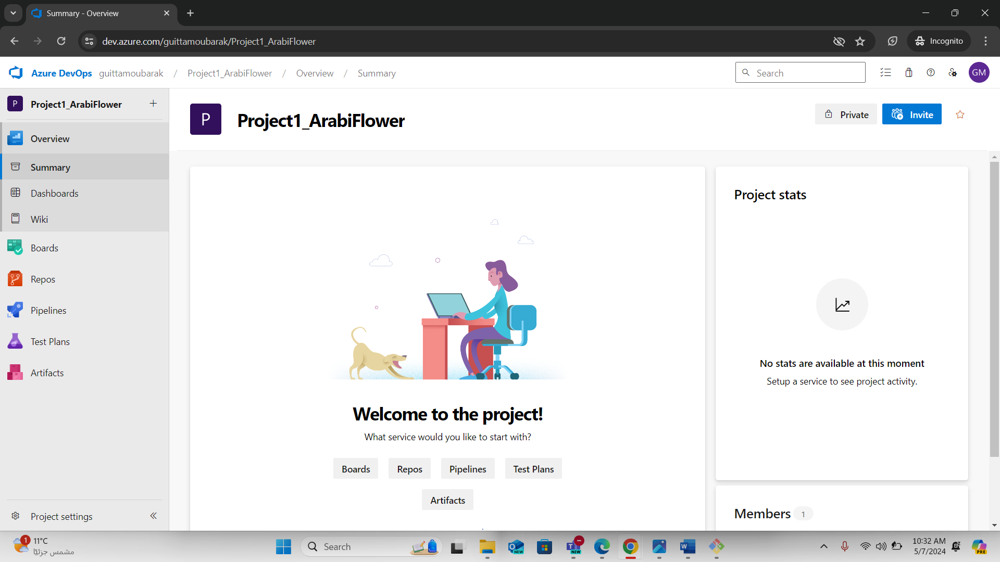 Summary - Overview
dev.azure.com/guittamoubarak/Project1_ArabiFlower
Incognito
Azure DevOps guittamoubarak / Project1_ArabiFlower / Overview / Summary
Search
GM
P Project1_ArabiFlower
Overview
Summary
Dashboards
Wiki
Boards
Repos
Pipelines
Test Plans
Artifacts
Project settings
P Project1_ArabiFlower
Private
Invite
Welcome to the project!
What service would you like to start with?
Boards Repos Pipelines Test Plans
Artifacts
Project stats
No stats are available at this moment
Setup a service to see project activity.
Members 1
1 11°C
مشمس جزئيًا
Search
NEW
NEW
10:32 AM
5/7/2024
PRE